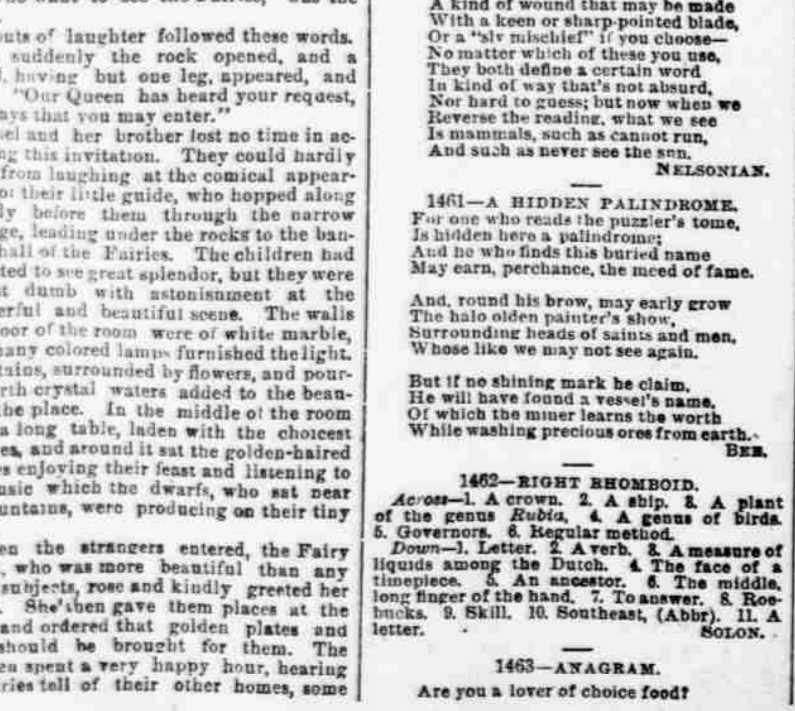 outs of laughter followed these words.
suddenly the rock opened, and a
having but one leg, appeared, and
"Our Queen has heard your request,
ays that you may enter."
el and her brother lost no time in ac-
ng this invitation. They could hardly
from laughing at the comical appear-
of their little guide, who hopped along
ly before them through the narrow
ge, leading under the rocks to the ban-
hall of the Fairies. The children had
ted to see great splendor, but they were
st dumb with astonishment at the
erful and beautiful scene. The walls
oor of the room were of white marble,
many colored lamps furnished the light.
tains, surrounded by flowers, and pour-
rth crystal waters added to the beau-
he place. In the middle of the room
a long table, laden with the choicest
es, and around it sat the golden-haired
s enjoying their feast and listening to
usic which the dwarfs, who sat near
untains, were producing on their tiny
en the strangers entered, the Fairy
, who was more beautiful than any
subjects, rose and kindly greeted her
. She then gave them places at the
and ordered that golden plates and
should be brought for them. The
en spent a very happy hour, hearing
ries tell of their other homes, some
A kind of wound that may be made
With a keen or sharp-pointed blade,
Or a "sly mischief" if you choose—
No matter which of these you use,
They both define a certain word
In kind of way that's not absurd,
Nor hard to guess; but now when we
Reverse the reading, what we see
Is mammals, such as cannot run,
And such as never see the sun.
NELSONIAN.
1461—A HIDDEN PALINDROME.
For one who reads the puzzler's tome,
Is hidden here a palindrome;
And he who finds this buried name
May earn, perchance, the meed of fame.
And, round his brow, may early grow
The halo olden painter's show,
Surrounding heads of saints and men,
Whose like we may not see again.
But if no shining mark he claim,
He will have found a vessel's name,
Of which the miner learns the worth
While washing precious ores from earth.
BEB.
1462—RIGHT RHOMBOID.
Across—1. A crown. 2. A ship. 3. A plant
of the genus Rubia. 4. A genus of birds.
5. Governors. 6. Regular method.
Down—1. Letter. 2. A verb. 3. A measure of
liquids among the Dutch. 4. The face of a
timepiece. 5. An ancestor. 6. The middle,
long finger of the hand. 7. To answer. 8. Roe-
bucks. 9. Skill. 10. Southeast, (Abbr). 11. A
letter. SOLON.
1463—ANAGRAM.
Are you a lover of choice food?